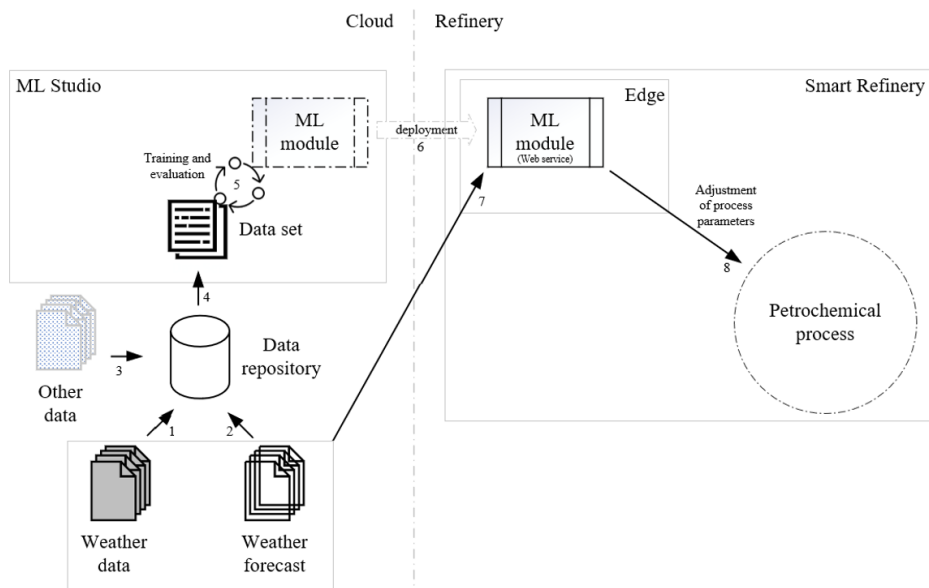 Cloud
Refinery
ML Studio
ML
module
Training and
evaluation
5
Data set
deployment
6
Edge
Smart Refinery
ML
module
(Web service)
7
Adjustment
of process
parameters
8
Petrochemical
process
4
Data
repository
3
Other
data
1
2
Weather
data
Weather
forecast